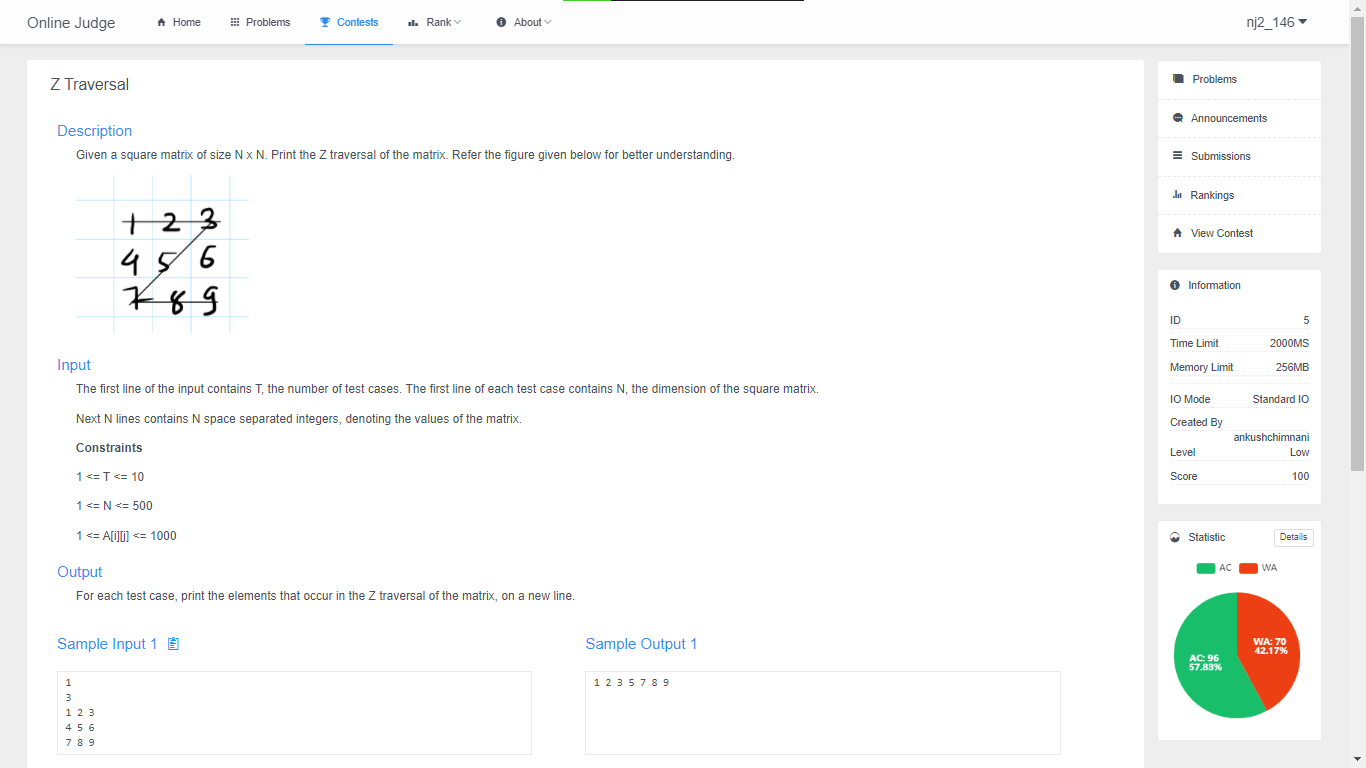 Online Judge Home Problems Contests Rank About nj2_146
Z Traversal
Description
Given a square matrix of size N x N. Print the Z traversal of the matrix. Refer the figure given below for better understanding.
1 2 3
4 5 6
7 8 9
Input
The first line of the input contains T, the number of test cases. The first line of each test case contains N, the dimension of the square matrix.
Next N lines contains N space separated integers, denoting the values of the matrix.
Constraints
1 <= T <= 10
1 <= N <= 500
1 <= A[i][j] <= 1000
Output
For each test case, print the elements that occur in the Z traversal of the matrix, on a new line.
Sample Input 1
1
3
1 2 3
4 5 6
7 8 9
Sample Output 1
1 2 3 5 7 8 9
Problems
Announcements
Submissions
Rankings
View Contest
Information
ID 5
Time Limit 2000MS
Memory Limit 256MB
IO Mode Standard IO
Created By
ankushchimnani
Level Low
Score 100
Statistic Details
AC WA
WA: 70
42.17%
AC: 96
57.83%